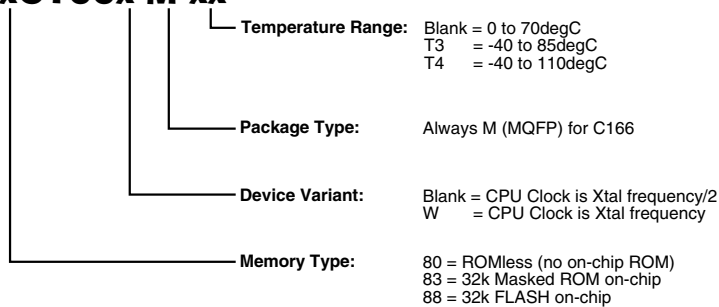 Temperature Range: Blank = 0 to 70degC
T3 = -40 to 85degC
T4 = -40 to 110degC
Package Type: Always M (MQFP) for C166
Device Variant: Blank = CPU Clock is Xtal frequency/2
W = CPU Clock is Xtal frequency
Memory Type: 80 = ROMless (no on-chip ROM)
83 = 32k Masked ROM on-chip
88 = 32k FLASH on-chip